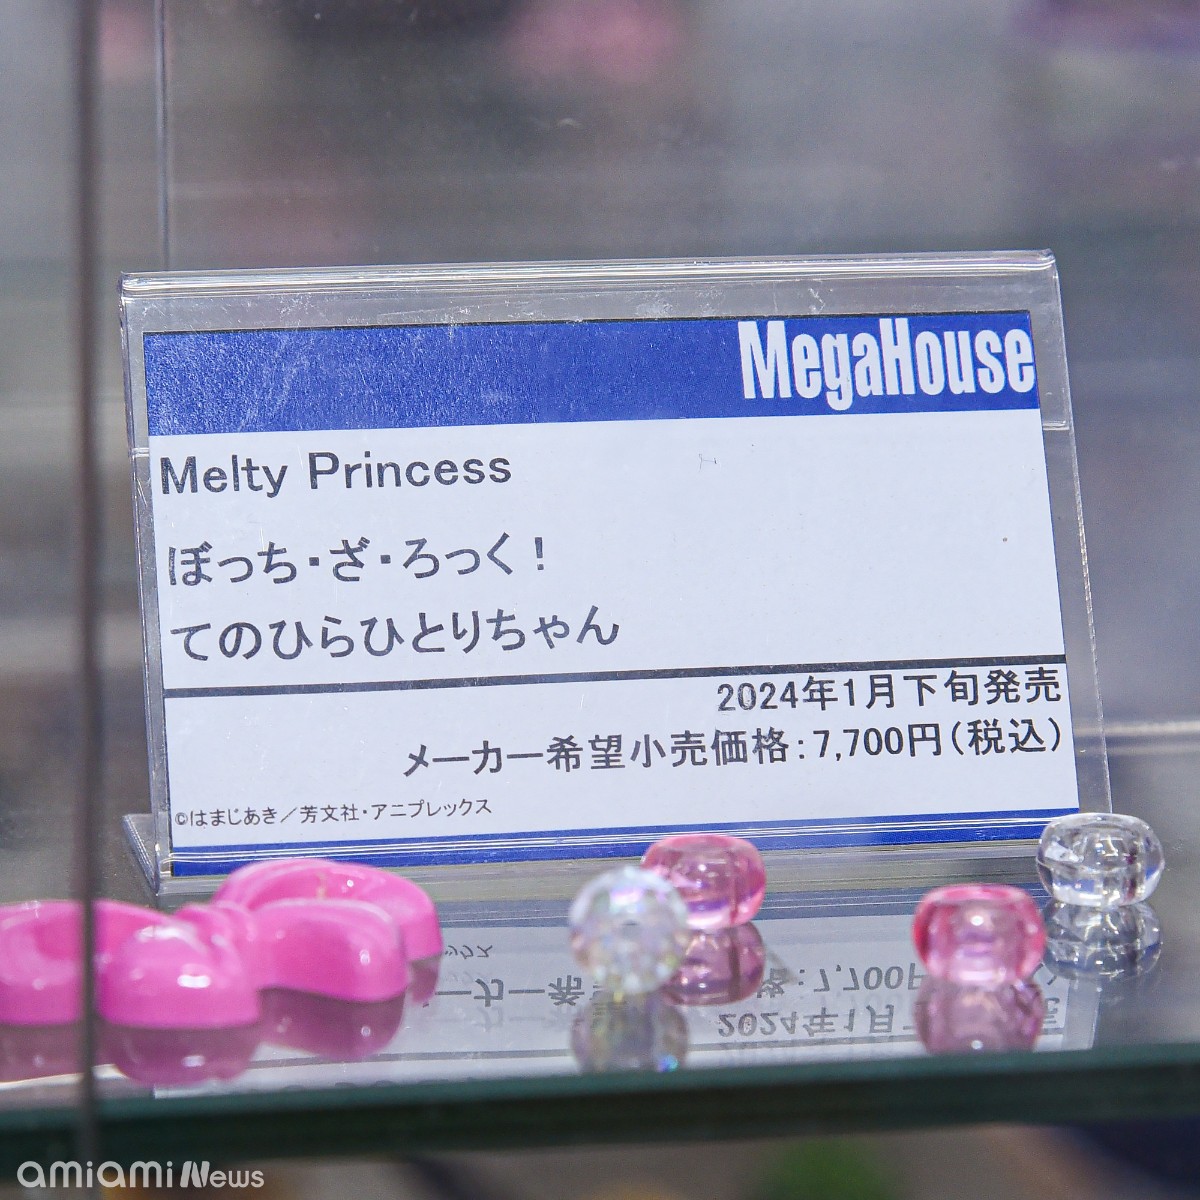 MegaHouse
Melty Princess
ぼっち・ざ・ろっく！
てのひらひとりちゃん
2024年1月下旬発売
メーカー希望小売価格：7,700円（税込）
©はまじあき／芳文社・アニプレックス
amiami News